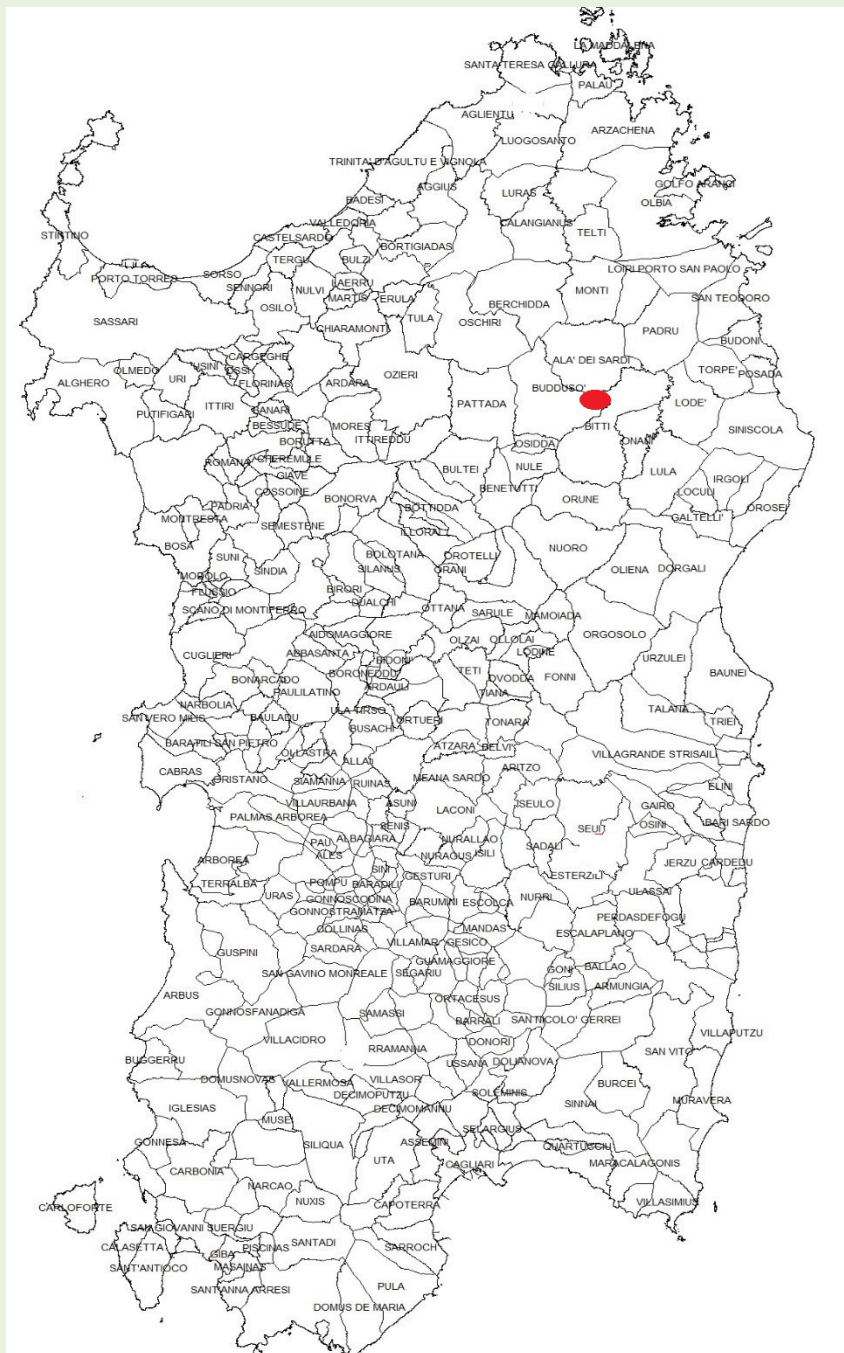 LA MADDALENA
SANTA TERESA GALLURA
PALAU
AGLIENTU
ARZACHENA
LUOGOSANTO
TRINITA' D'AGULTU E VIGNOLA
AGGIUS
GOLFO ARANCI
BADESI
LURAS
OLBIA
VALLEDORIA
CALANGIANUS
STINTINO
CASTELSARDO
TELTI
BORTIGIADAS
TERGU
BULZI
LOIRI PORTO SAN PAOLO
PORTO TORRES
SORSO
SENNORI
LAERRU
MONTI
NULVI
MARTIS
ERULA
BERCHIDDA
SAN TEODORO
OSILO
SASSARI
TULA
OSCHIRI
CHIARAMONTI
PADRU
BUDONI
CARGEGHE
ALA' DEI SARDI
USINI
OSSI
TORPE'
POSADA
OLMEDO
URI
OZIERI
ALGHERO
FLORINAS
ARDARA
BUDDUSO'
ITTIRI
PATTADA
LODE'
PUTIFIGARI
BANARI
BESSUDE
MORES
BITTI
SINISCOLA
BORUTTA
ITTIREDDU
OSIDDA
ONANI'
ROMANA
CHEREMULE
NULE
LULA
GIAVE
BULTEI
IRGOLI
COSSOINE
BENETUTTI
LOCULI
BONORVA
ORUNE
PADRIA
BOTTIDDA
OROSEI
MONTRESTA
SEMESTENE
GALTELLI'
ILLORAI
BOSA
NUORO
SUNI
BOLOTANA
OROTELLI
SINDIA
SILANUS
ORANI
OLIENA
DORGALI
MODOLO
FLUSSIO
BIRORI
DUALCHI
SCANO DI MONTIFERRO
OTTANA
SARULE
MAMOIADA
AIDOMAGGIORE
OLZAI
OLLOLAI
ORGOSOLO
ABBASANTA
LODINE
CUGLIERI
BIDONI'
URZULEI
BORONEDDU
TETI
BAUNEI
BONARCADO
OVODDA
FONNI
ARDAULI
PAULILATINO
TIANA
NARBOLIA
ULA TIRSO
TALANA
SAN VERO MILIS
BAULADU
ORTUERI
TONARA
TRIEI
BUSACHI
BARATILI SAN PIETRO
ATZARA
BELVI'
OLLASTRA
VILLAGRANDE STRISAILI
ALLAI
CABRAS
ARITZO
ORISTANO
MEANA SARDO
SIAMANNA
RUINAS
ELINI
VILLAURBANA
ASUNI
ISEULO
LACONI
GAIRO
PALMAS ARBOREA
SENIS
BARI SARDO
OSINI
SEUI
ALBAGIARA
NURALLAO
PAU
SADALI
ISILI
ALES
NURAGUS
ARBOREA
JERZU
CARDEDU
SINI
GESTURI
ESTERZILI
TERRALBA
POMPU
BARADILI
URAS
ULASSAI
GONNOSCODINA
BARUMINI
ESCOLCA
NURRI
GONNOSTRAMATZA
PERDASDEFOGU
COLLINAS
MANDAS
ESCALAPLANO
SARDARA
VILLAMAR
GESICO
GUSPINI
GUAMAGGIORE
SAN GAVINO MONREALE
SEGARIU
GONI
BALLAO
SILIUS
ARMUNGIA
ARBUS
ORTACESUS
GONNOSFANADIGA
SAMASSI
BARRALI
SAN NICOLO' GERREI
VILLAPUTZU
VILLACIDRO
DONORI
RRAMANNA
SAN VITO
BUGGERRU
USSANA
DOLIANOVA
DOMUSNOVAS
VALLERMOSA
VILLASOR
BURCEI
DECIMOPUTZU
SOLEMINIS
IGLESIAS
DECIMOMANNU
SINNAI
MURAVERA
MUSEI
SELARGIUS
GONNESA
SILIQUA
ASSEMINI
QUARTUCCIU
UTA
CAGLIARI
MARACALAGONIS
CARBONIA
NARCAO
NUXIS
CAPOTERRA
VILLASIMIUS
CARLOFORTE
SAN GIOVANNI SUERGIU
SANTADI
CALASETTA
GIBA
PISCINAS
SARROCH
SANT'ANTIOCO
MASAINAS
SANT'ANNA ARRESI
PULA
DOMUS DE MARIA